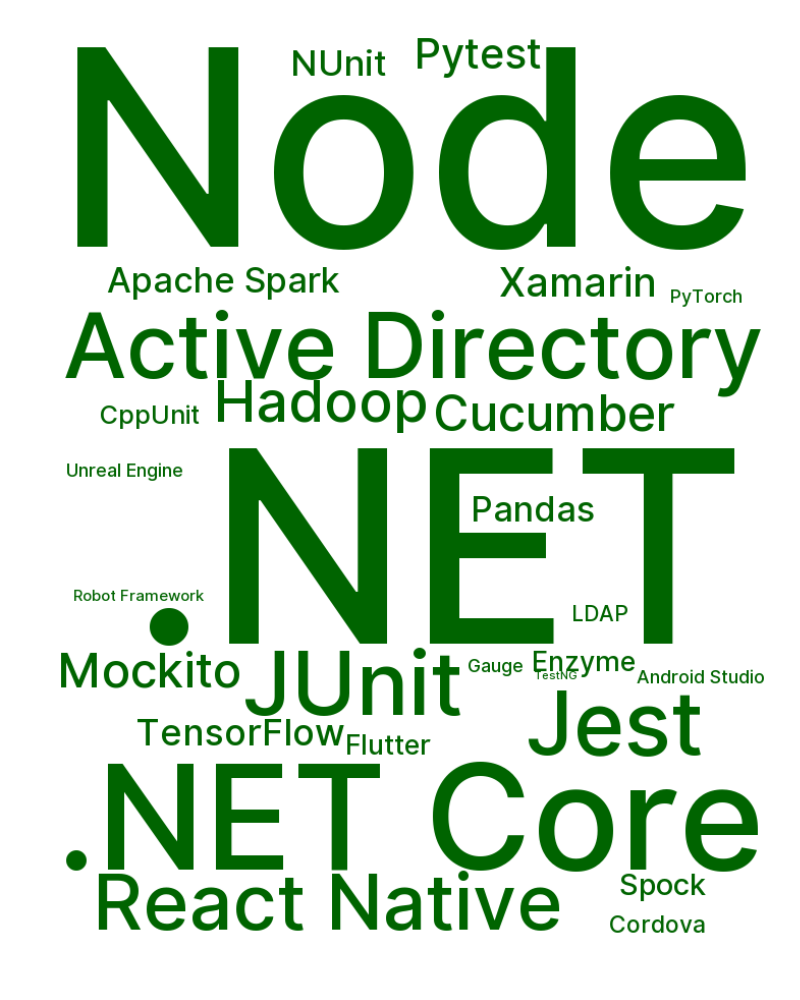 NUnit
Pytest
Node
Apache Spark
Xamarin
PyTorch
Active Directory
Hadoop
CppUnit
Cucumber
Unreal Engine
Pandas
.NET
Robot Framework
LDAP
Mockito
JUnit
Gauge
Enzyme
TestNG
Android Studio
Jest
TensorFlow
Flutter
.NET Core
React Native
Spock
Cordova